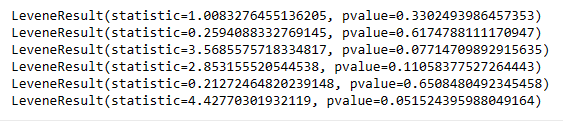 LeveneResult(statistic=1.0083276455136205, pvalue=0.3302493986457353)
LeveneResult(statistic=0.2594088332769145, pvalue=0.6174788111170947)
LeveneResult(statistic=3.5685575718334817, pvalue=0.07714709892915635)
LeveneResult(statistic=2.853155520544538, pvalue=0.11058377527264443)
LeveneResult(statistic=0.21272464820239148, pvalue=0.6508480492345458)
LeveneResult(statistic=4.42770301932119, pvalue=0.051524395988049164)